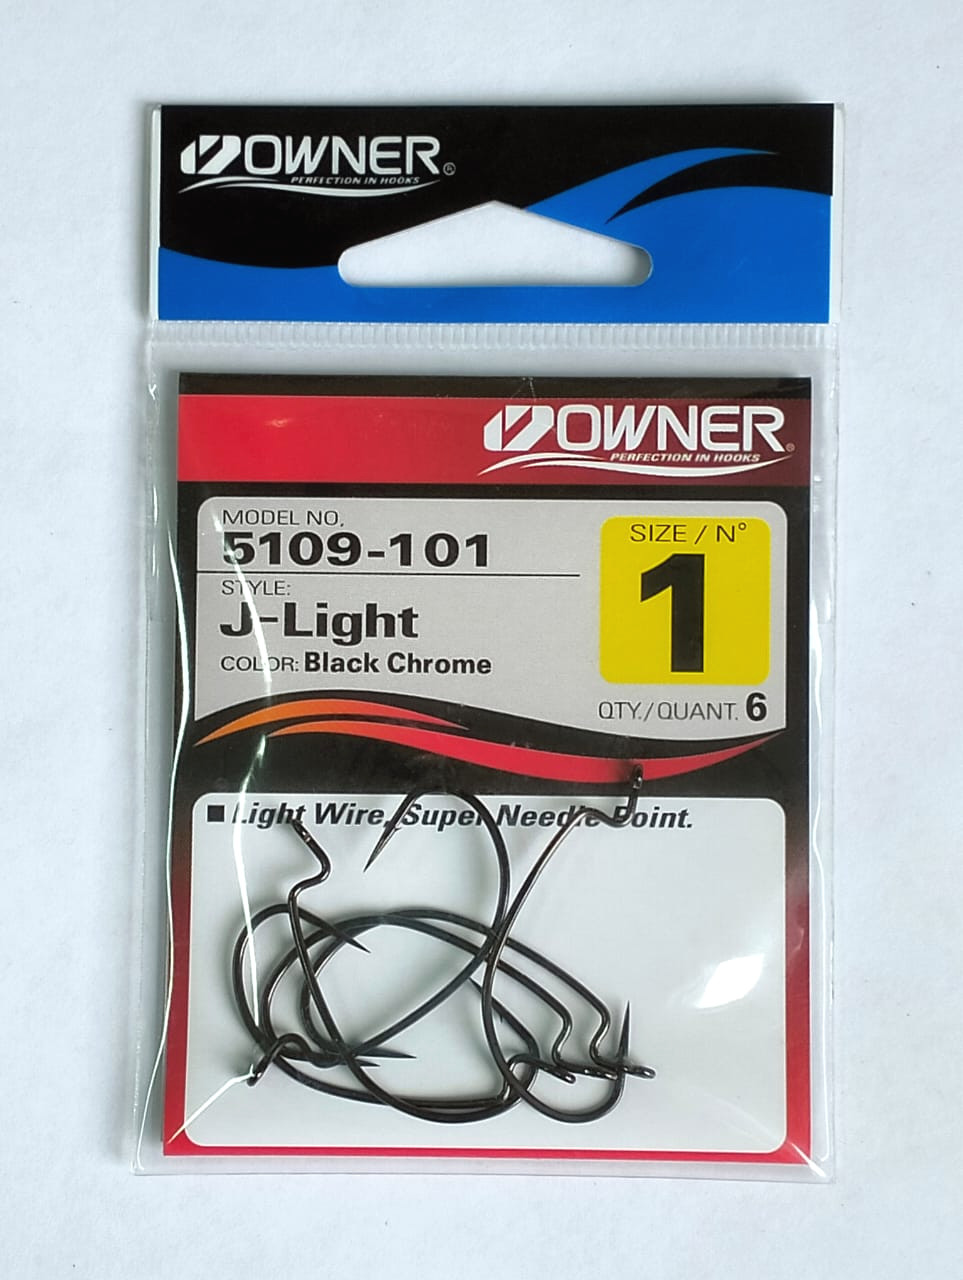 OWNER®
PERFECTION IN HOOKS
OWNER®
PERFECTION IN HOOKS
MODEL NO.
5109-101
STYLE:
J-Light
COLOR: Black Chrome
SIZE / N°
1
QTY./QUANT. 6
■ Light Wire, Super Needle Point.